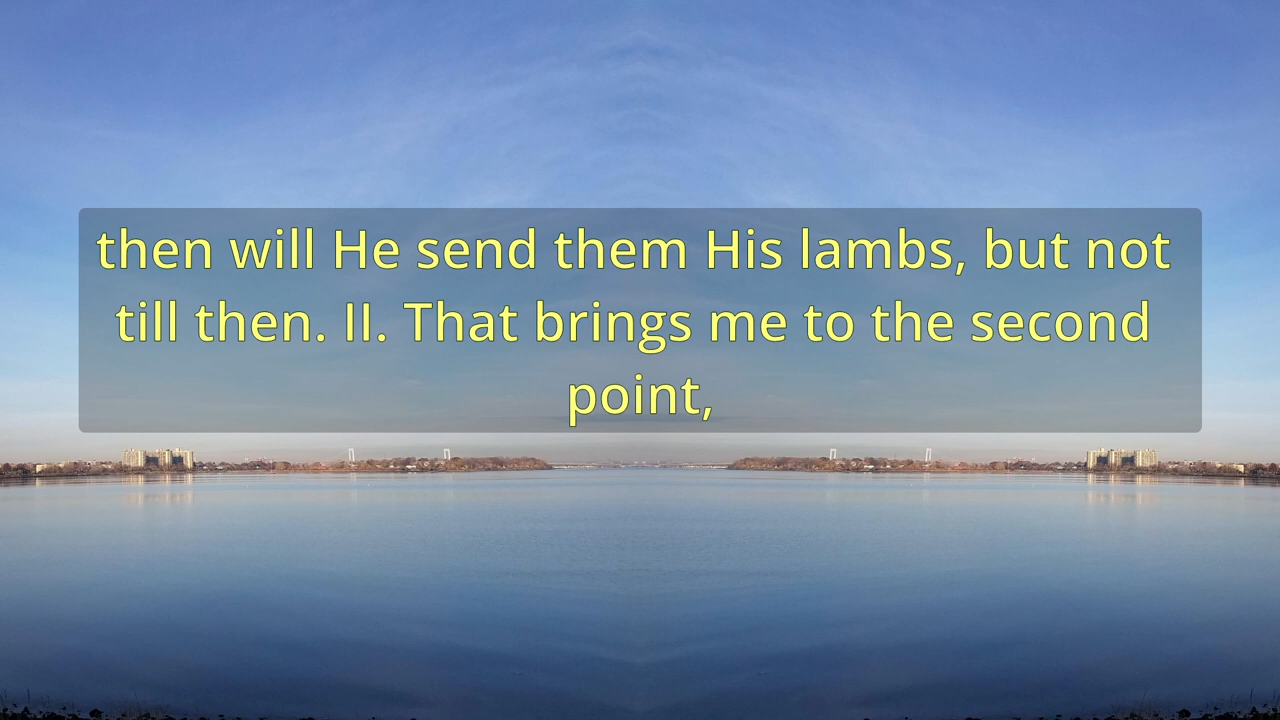 then will He send them His lambs, but not
till then. II. That brings me to the second
point,